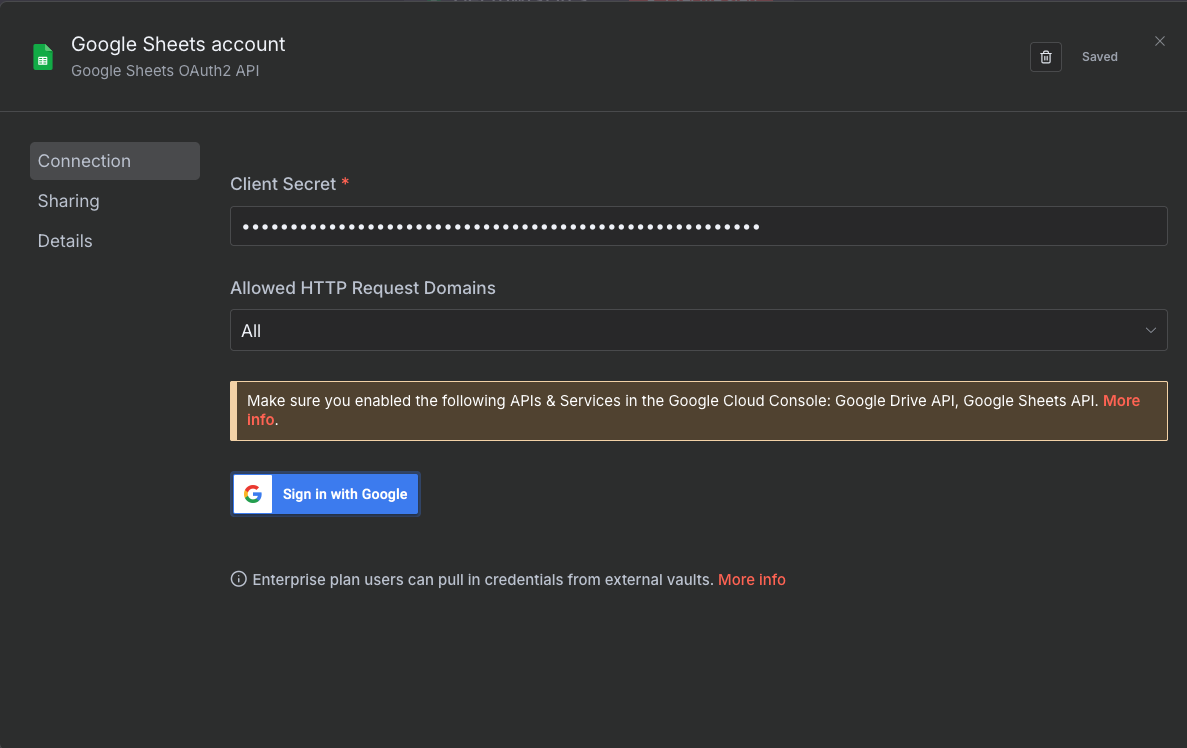 Google Sheets account
Google Sheets OAuth2 API
Saved
Connection
Sharing
Details
Client Secret *
••••••••••••••••••••••••••••••••••••••••••••••••••••••
Allowed HTTP Request Domains
All
Make sure you enabled the following APIs & Services in the Google Cloud Console: Google Drive API, Google Sheets API. More
info.
Sign in with Google
Enterprise plan users can pull in credentials from external vaults. More info